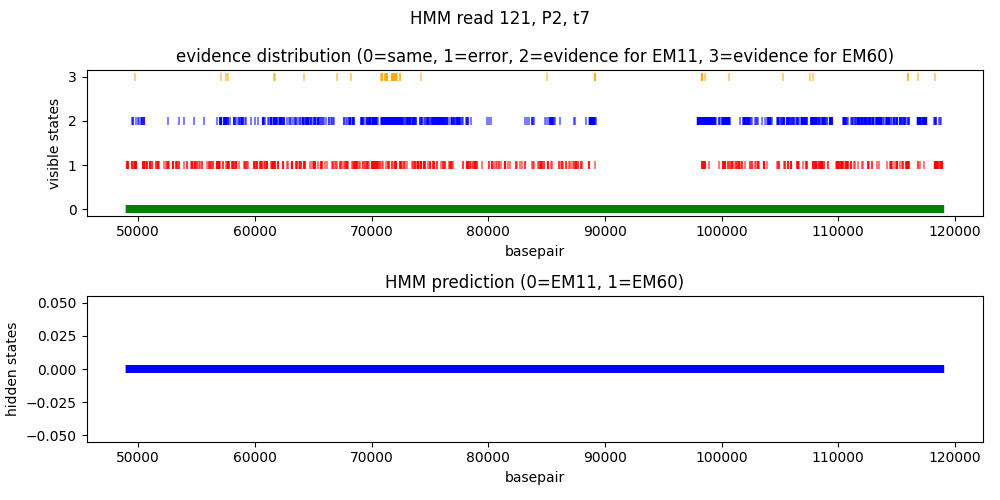 HMM read 121, P2, t7
evidence distribution (0=same, 1=error, 2=evidence for EM11, 3=evidence for EM60)
visible states
3
2
1
0
50000 60000 70000 80000 90000 100000 110000 120000
basepair
HMM prediction (0=EM11, 1=EM60)
hidden states
0.050
0.025
0.000
−0.025
−0.050
50000 60000 70000 80000 90000 100000 110000 120000
basepair